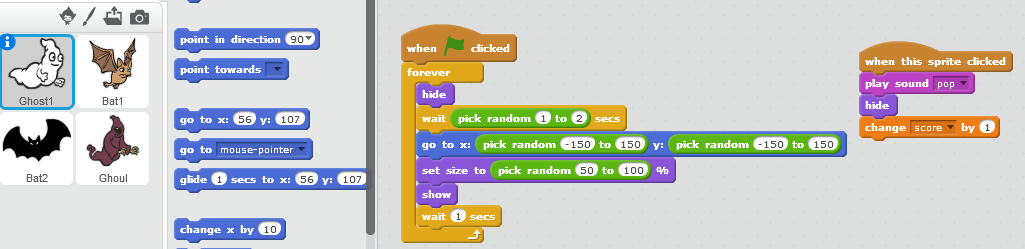 Ghost1
Bat1
Bat2
Ghoul
point in direction 90
point towards
go to x: 56 y: 107
go to mouse-pointer
glide 1 secs to x: 56 y: 107
change x by 10
when clicked
forever
hide
wait pick random 1 to 2 secs
go to x: pick random -150 to 150 y: pick random -150 to 150
set size to pick random 50 to 100 %
show
wait 1 secs
when this sprite clicked
play sound pop
hide
change score by 1